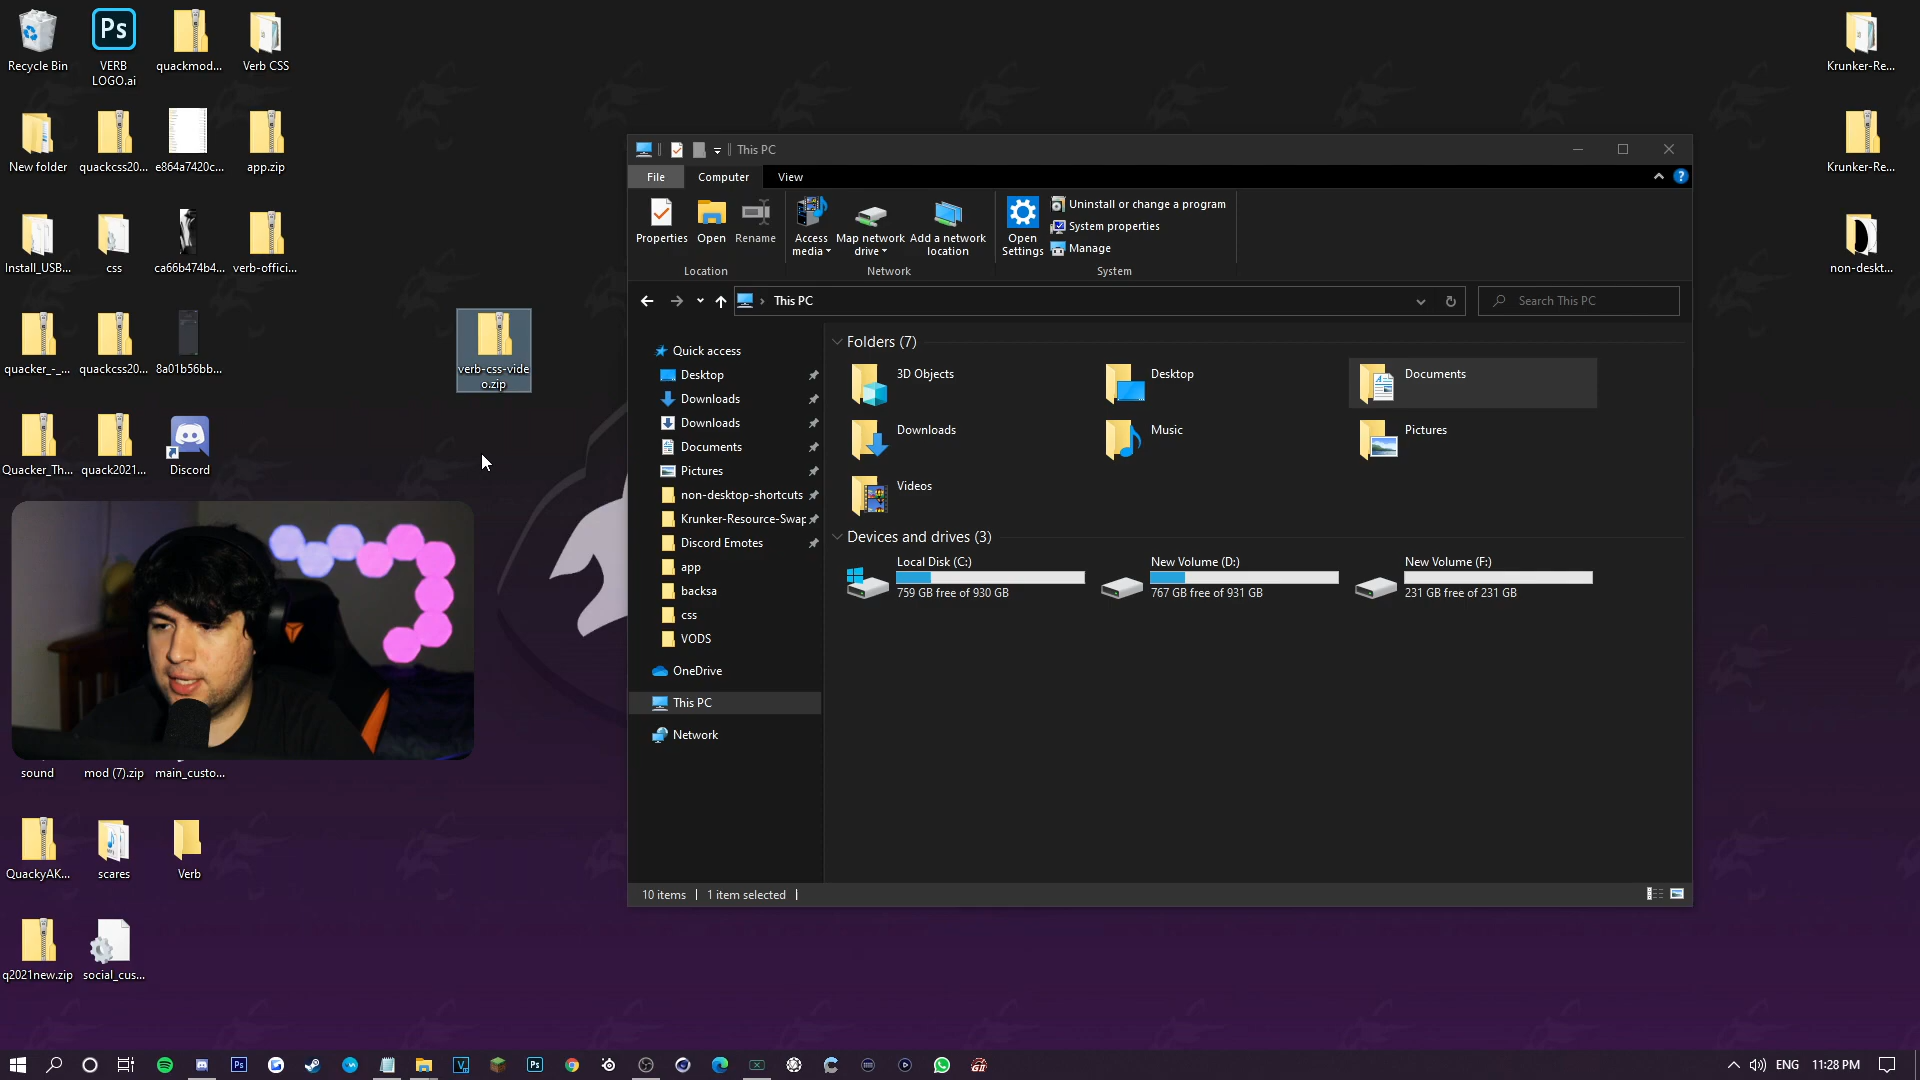 Recycle Bin
VERB
LOGO.ai
quackmod...
Verb CSS
New folder
quackcss20...
e864a7420c...
app.zip
Install_USB...
css
ca66b474b4...
verb-offici...
quacker_-_...
quackcss20...
8a01b56bb...
Quacker_Th...
quack2021...
Discord
verb-css-vide
o.zip
sound
mod (7).zip
main_custo...
QuackyAK...
scares
Verb
q2021new.zip
social_cus...
Krunker-Re...
Krunker-Re...
non-deskt...
This PC
File
Computer
View
Properties
Open
Rename
Access
media
Map network
drive
Add a network
location
Open
Settings
Uninstall or change a program
System properties
Manage
Location
Network
System
This PC
Search This PC
Quick access
Desktop
Downloads
Downloads
Documents
Pictures
non-desktop-shortcuts
Krunker-Resource-Swap
Discord Emotes
app
backsa
css
VODS
OneDrive
This PC
Network
Folders (7)
3D Objects
Desktop
Documents
Downloads
Music
Pictures
Videos
Devices and drives (3)
Local Disk (C:)
759 GB free of 930 GB
New Volume (D:)
767 GB free of 931 GB
New Volume (F:)
231 GB free of 231 GB
10 items
1 item selected
ENG
11:28 PM